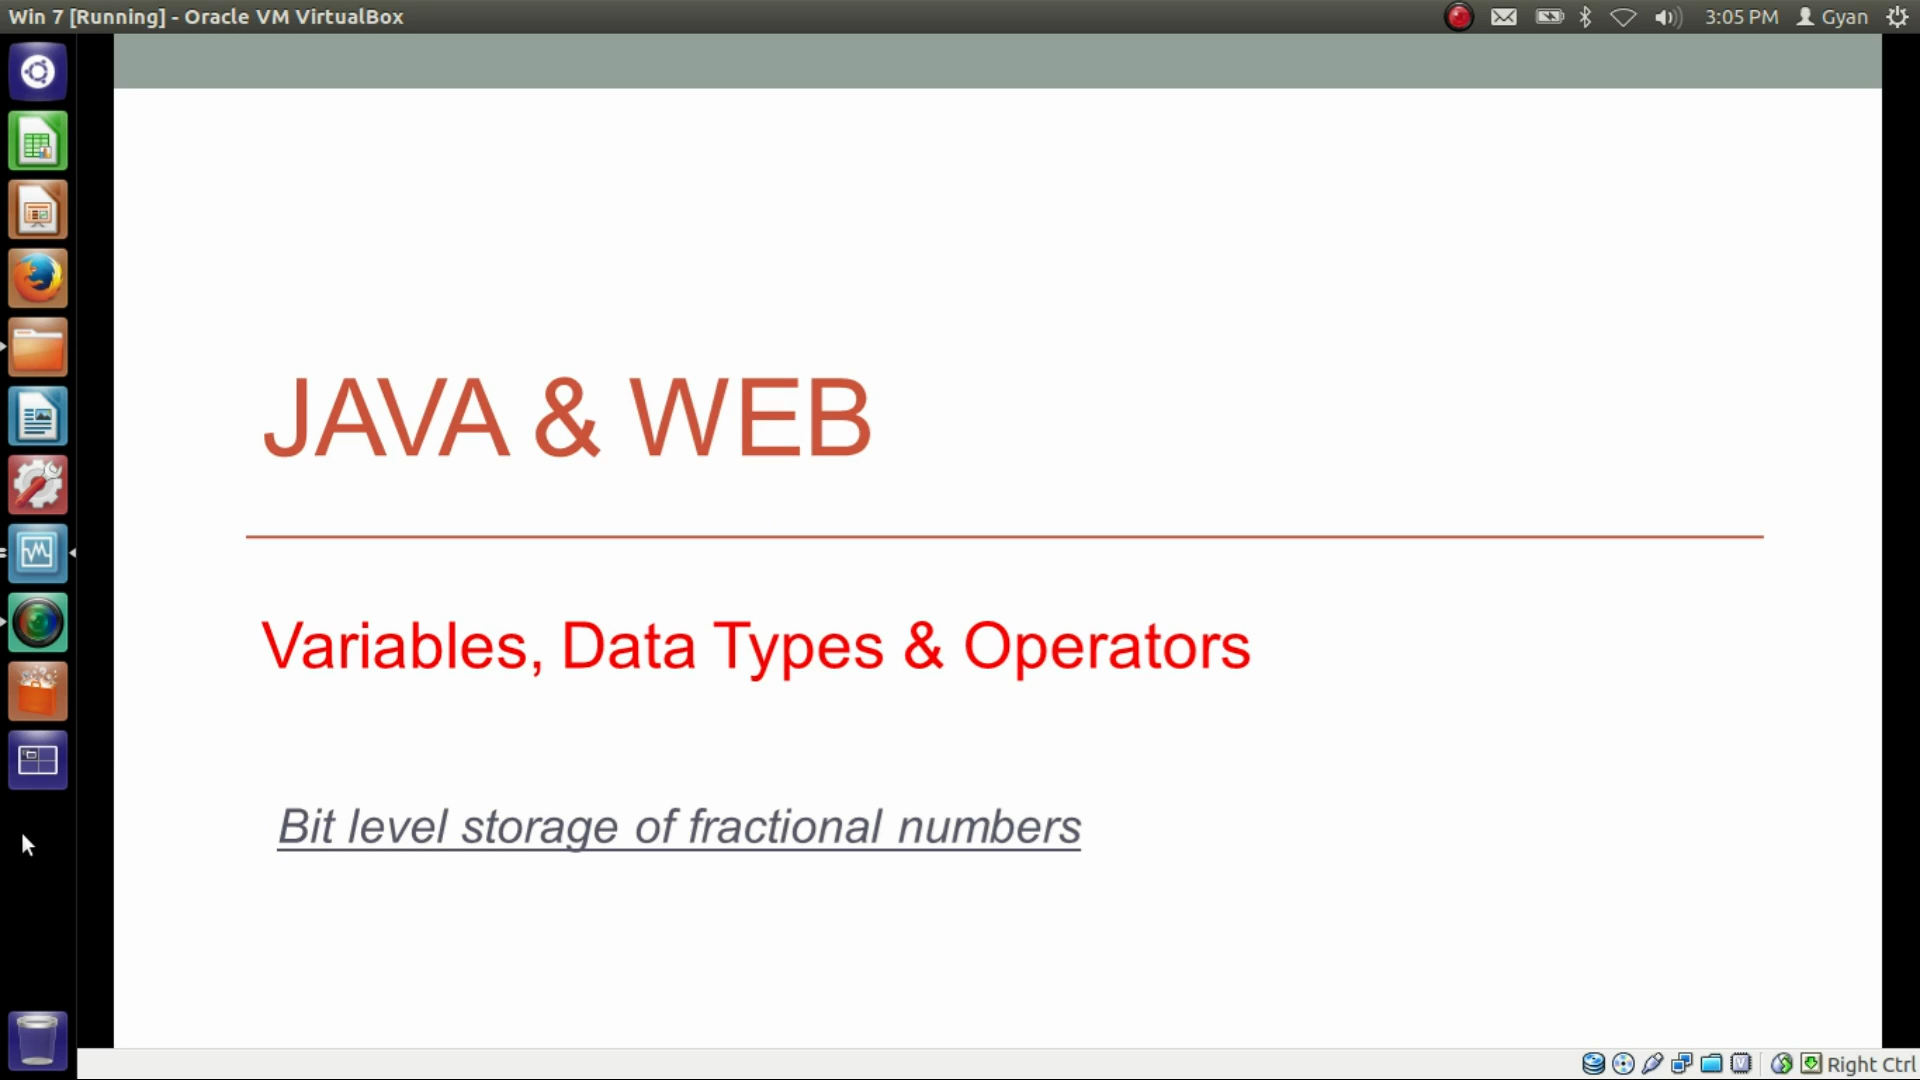 Win 7 [Running] - Oracle VM VirtualBox
3:05 PM
Gyan
JAVA & WEB
Variables, Data Types & Operators
Bit level storage of fractional numbers
Right Ctrl